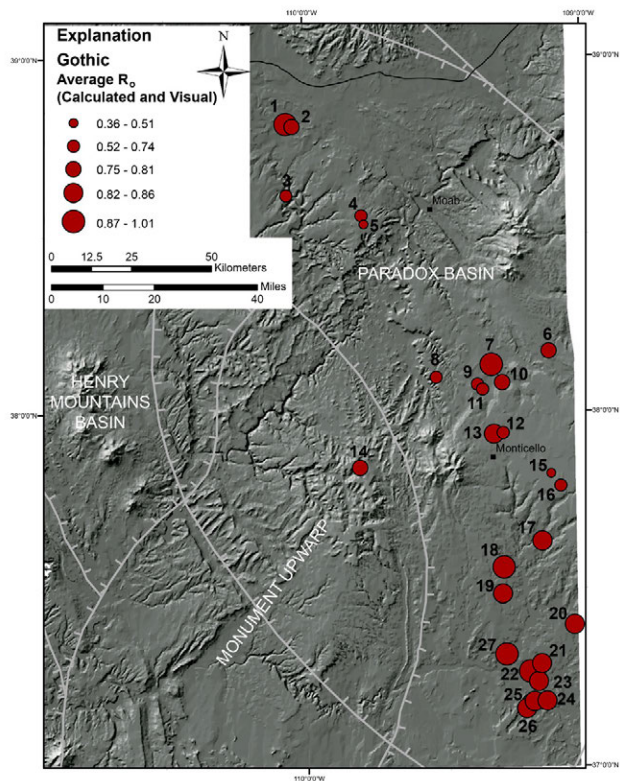 110°0'0"W
109°0'0"W
Explanation
N
Gothic
Average Ro
(Calculated and Visual)
0.36 - 0.51
0.52 - 0.74
0.75 - 0.81
0.82 - 0.86
0.87 - 1.01
0 12.5 25 50
Kilometers
Miles
0 10 20 40
39°0'0"N
39°0'0"N
1
2
3
4
5
Moab
PARADOX BASIN
6
7
8
9
10
11
HENRY
MOUNTAINS
BASIN
38°0'0"N
38°0'0"N
12
13
Monticello
14
15
16
17
18
19
MONUMENT UPWARP
20
21
27
22
23
25
24
26
37°0'0"N
37°0'0"N
110°0'0"W